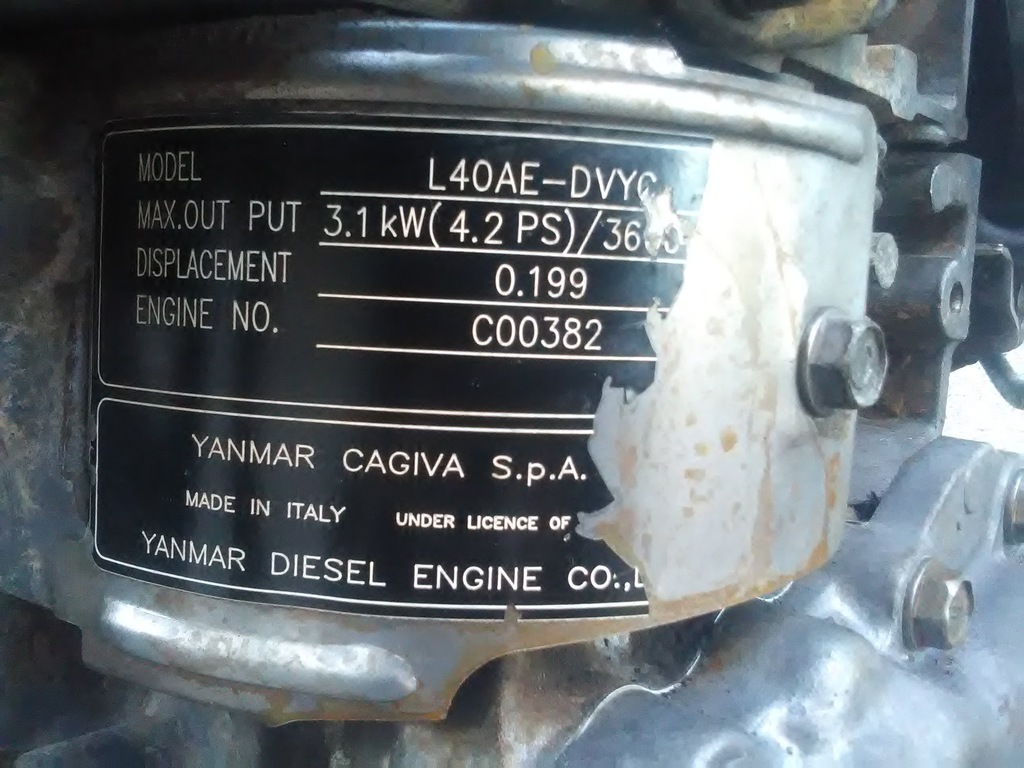 MODEL L40AE-DVY
MAX.OUT PUT 3.1 kW(4.2 PS)/36
DISPLACEMENT 0.199
ENGINE NO. C00382
YANMAR CAGIVA S.p.A.
MADE IN ITALY UNDER LICENCE OF
YANMAR DIESEL ENGINE CO.,L